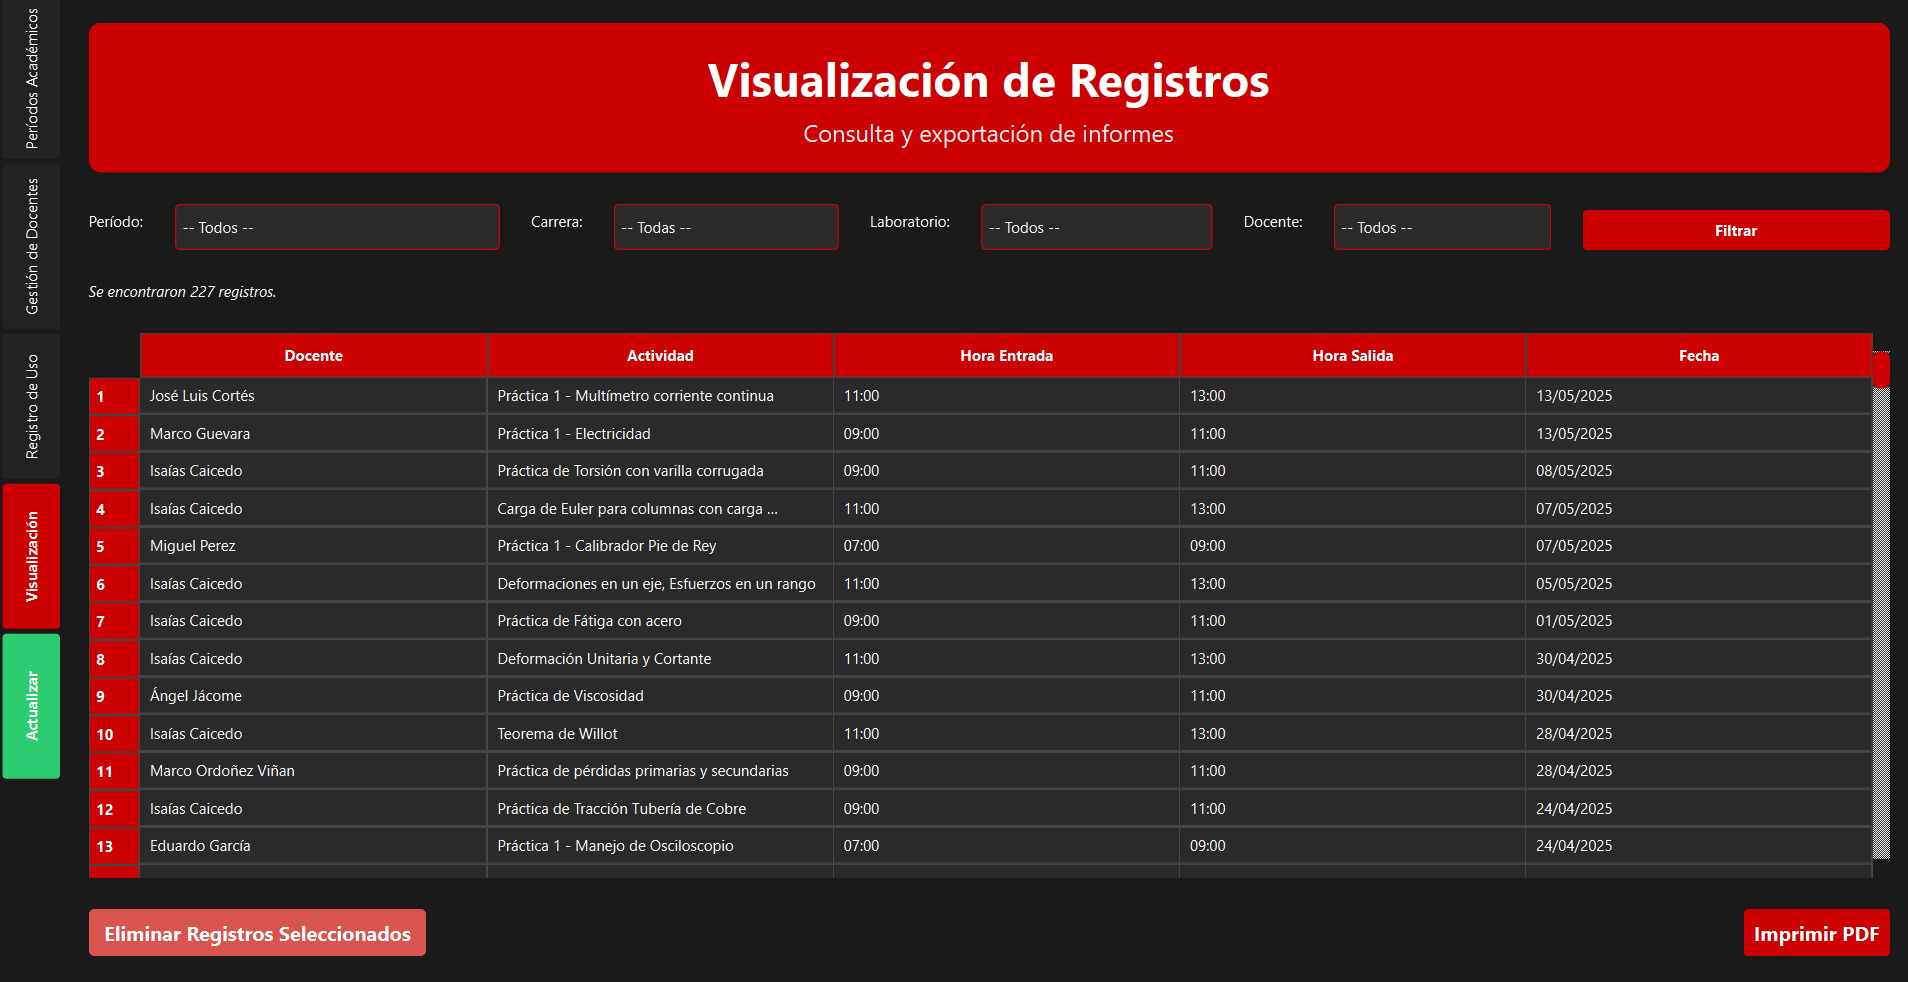 Períodos Académicos
Gestión de Docentes
Registro de Uso
Visualización
Actualizar
Visualización de Registros
Consulta y exportación de informes
Período: -- Todos -- Carrera: -- Todas -- Laboratorio: -- Todos -- Docente: -- Todos -- Filtrar
Se encontraron 227 registros.
Docente Actividad Hora Entrada Hora Salida Fecha
1 José Luis Cortés Práctica 1 - Multímetro corriente continua 11:00 13:00 13/05/2025
2 Marco Guevara Práctica 1 - Electricidad 09:00 11:00 13/05/2025
3 Isaías Caicedo Práctica de Torsión con varilla corrugada 09:00 11:00 08/05/2025
4 Isaías Caicedo Carga de Euler para columnas con carga ... 11:00 13:00 07/05/2025
5 Miguel Perez Práctica 1 - Calibrador Pie de Rey 07:00 09:00 07/05/2025
6 Isaías Caicedo Deformaciones en un eje, Esfuerzos en un rango 11:00 13:00 05/05/2025
7 Isaías Caicedo Práctica de Fátiga con acero 09:00 11:00 01/05/2025
8 Isaías Caicedo Deformación Unitaria y Cortante 11:00 13:00 30/04/2025
9 Ángel Jácome Práctica de Viscosidad 09:00 11:00 30/04/2025
10 Isaías Caicedo Teorema de Willot 11:00 13:00 28/04/2025
11 Marco Ordoñez Viñan Práctica de pérdidas primarias y secundarias 09:00 11:00 28/04/2025
12 Isaías Caicedo Práctica de Tracción Tubería de Cobre 09:00 11:00 24/04/2025
13 Eduardo García Práctica 1 - Manejo de Osciloscopio 07:00 09:00 24/04/2025
Eliminar Registros Seleccionados Imprimir PDF